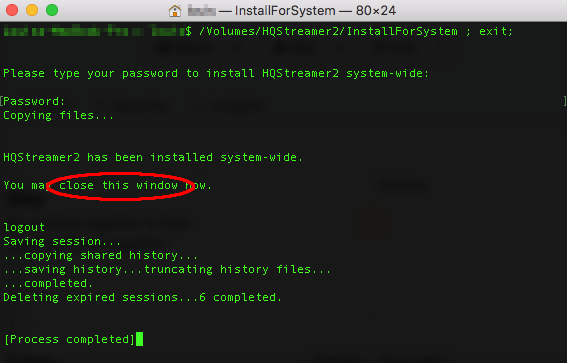 — InstallForSystem — 80×24
$ /Volumes/HQStreamer2/InstallForSystem ; exit;
Please type your password to install HQStreamer2 system-wide:
[Password: ]
Copying files...
HQStreamer2 has been installed system-wide.
You may close this window now.
logout
Saving session...
...copying shared history...
...saving history...truncating history files...
...completed.
Deleting expired sessions...6 completed.
[Process completed]